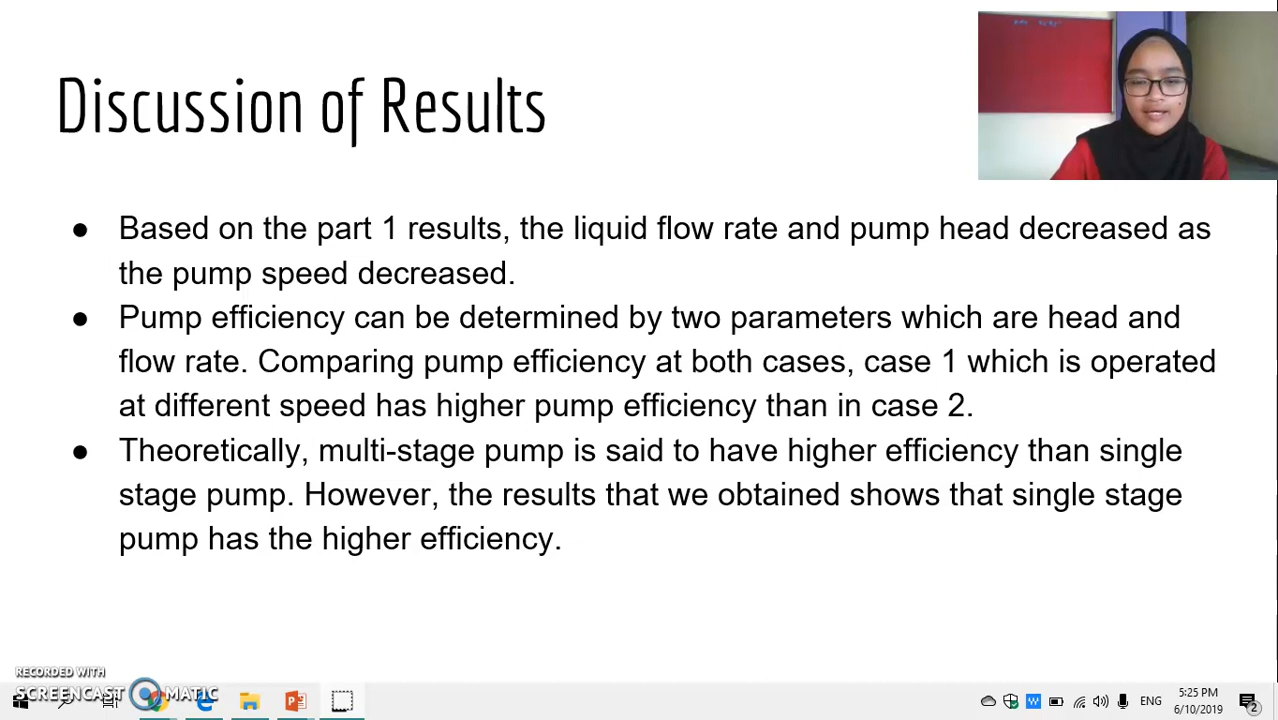 Discussion of Results
● Based on the part 1 results, the liquid flow rate and pump head decreased as
the pump speed decreased.
● Pump efficiency can be determined by two parameters which are head and
flow rate. Comparing pump efficiency at both cases, case 1 which is operated
at different speed has higher pump efficiency than in case 2.
● Theoretically, multi-stage pump is said to have higher efficiency than single
stage pump. However, the results that we obtained shows that single stage
pump has the higher efficiency.
RECORDED WITH
SCREENCAST MATIC
ENG
5:25 PM
6/10/2019
2